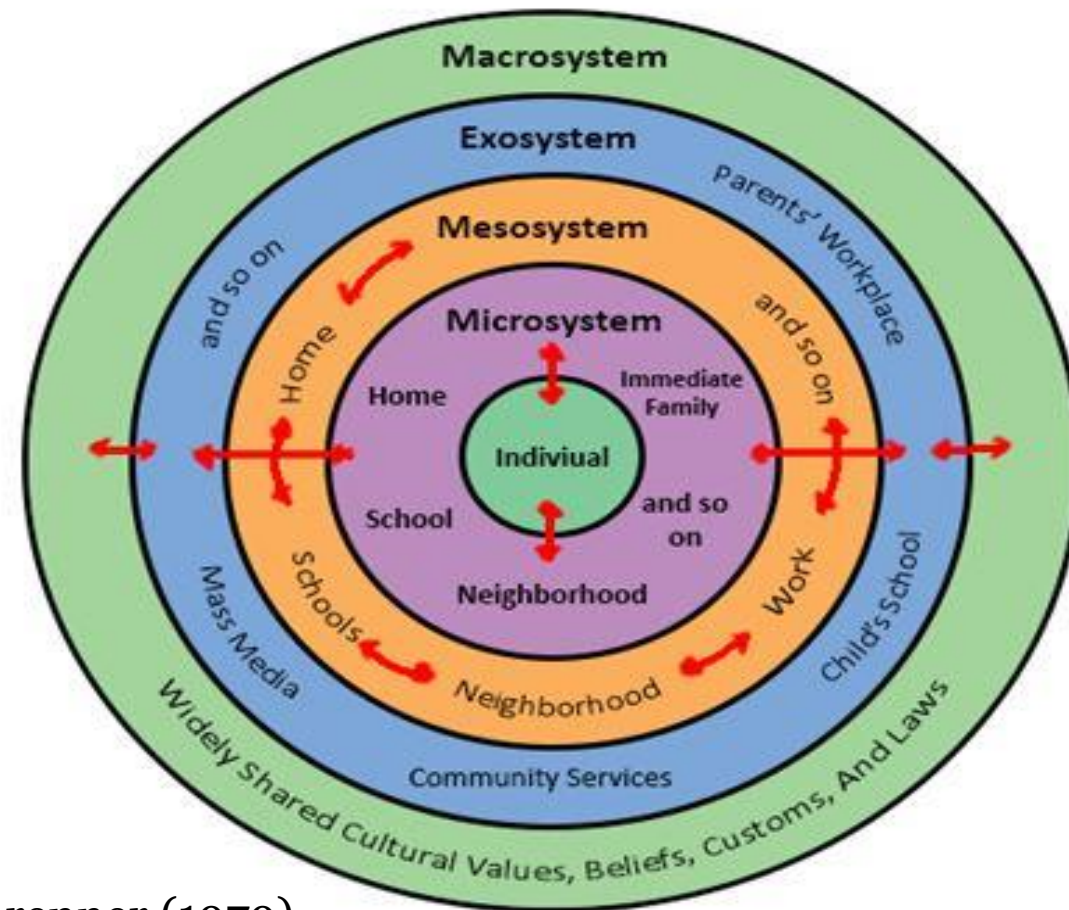 Macrosystem
Exosystem
Parents' Workplace
and so on
Mesosystem
and so on
Home
Microsystem
Home
Immediate
Family
Indiviual
School
and so
on
Neighborhood
Schools
Work
Neighborhood
Mass Media
Child's School
Community Services
Widely Shared Cultural Values, Beliefs, Customs, And Laws